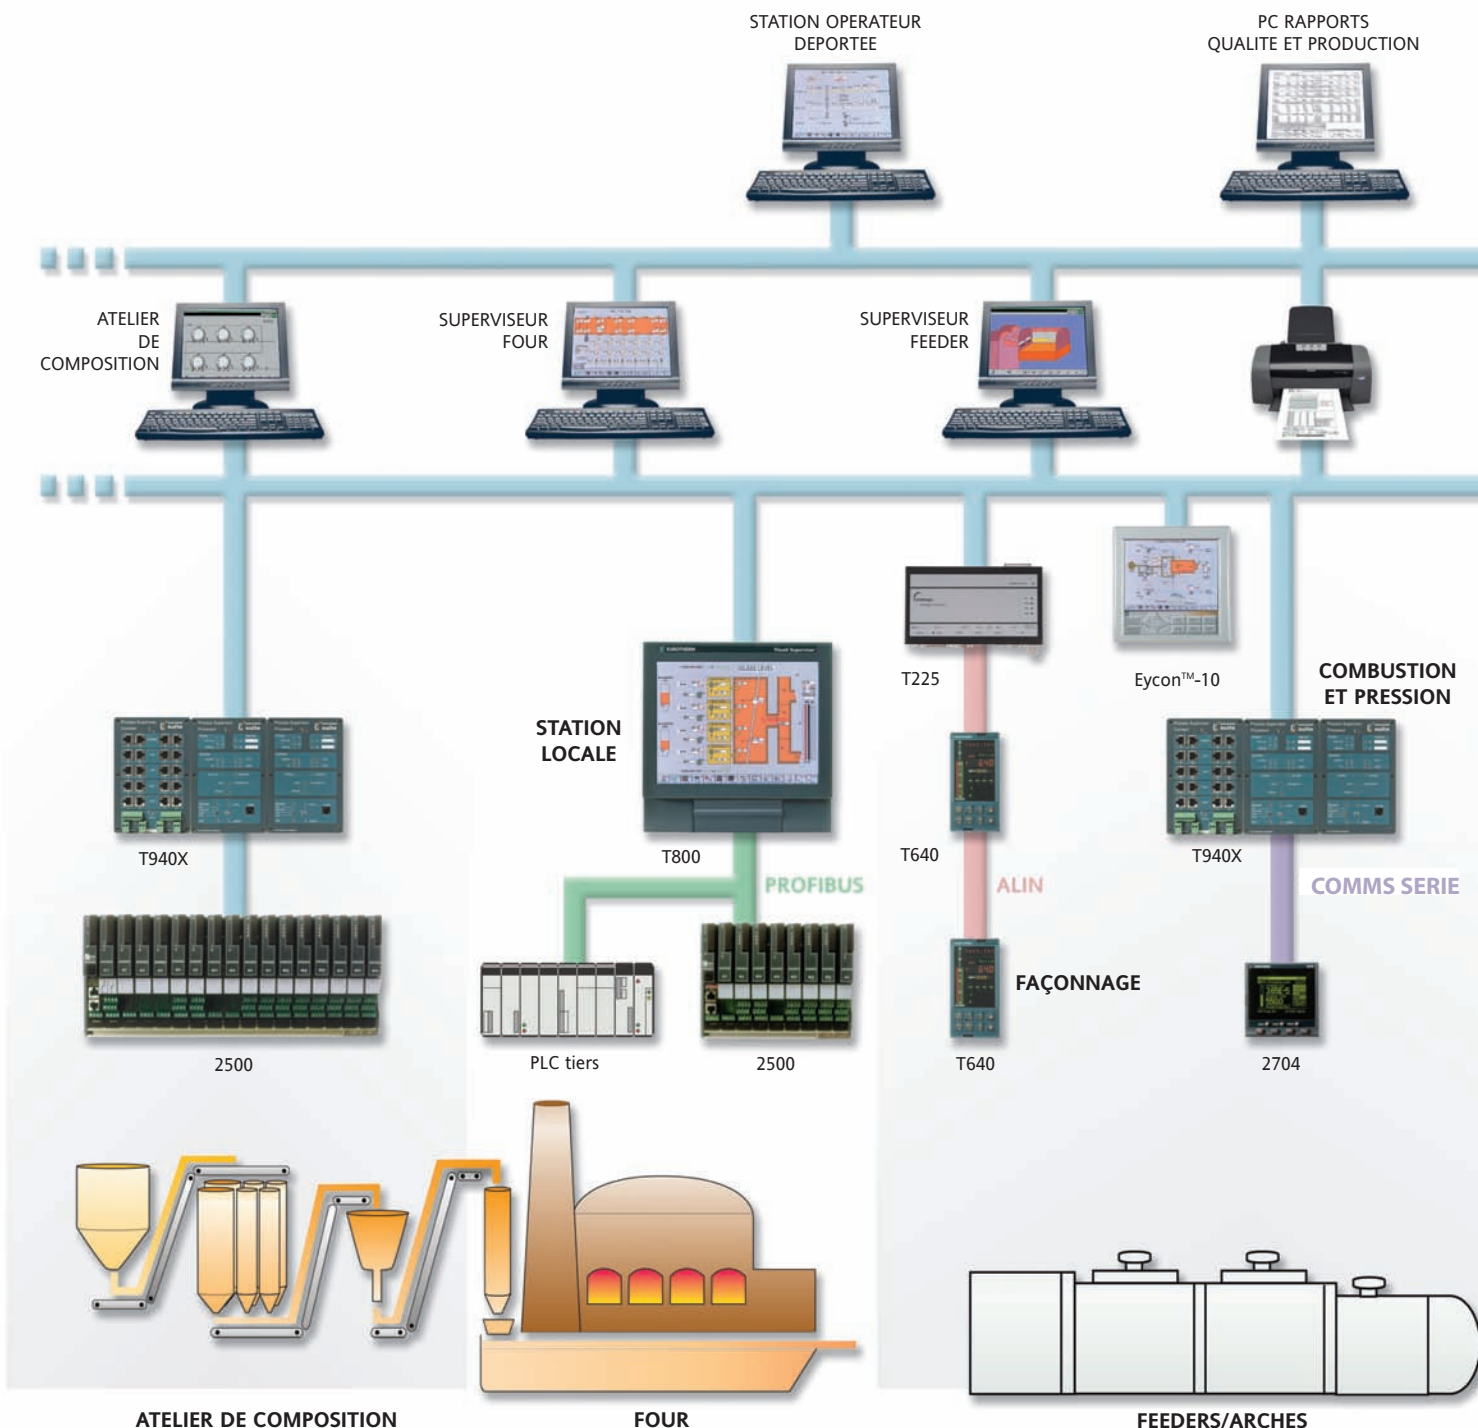 STATION OPERATEUR
DEPORTEE
PC RAPPORTS
QUALITE ET PRODUCTION
ATELIER
DE
COMPOSITION
SUPERVISEUR
FOUR
SUPERVISEUR
FEEDER
STATION
LOCALE
T225
Eycon™-10
COMBUSTION
ET PRESSION
T940X
T800
T640
T940X
PROFIBUS
ALIN
COMMS SERIE
FAÇONNAGE
2500
PLC tiers
2500
T640
2704
ATELIER DE COMPOSITION
FOUR
FEEDERS/ARCHES